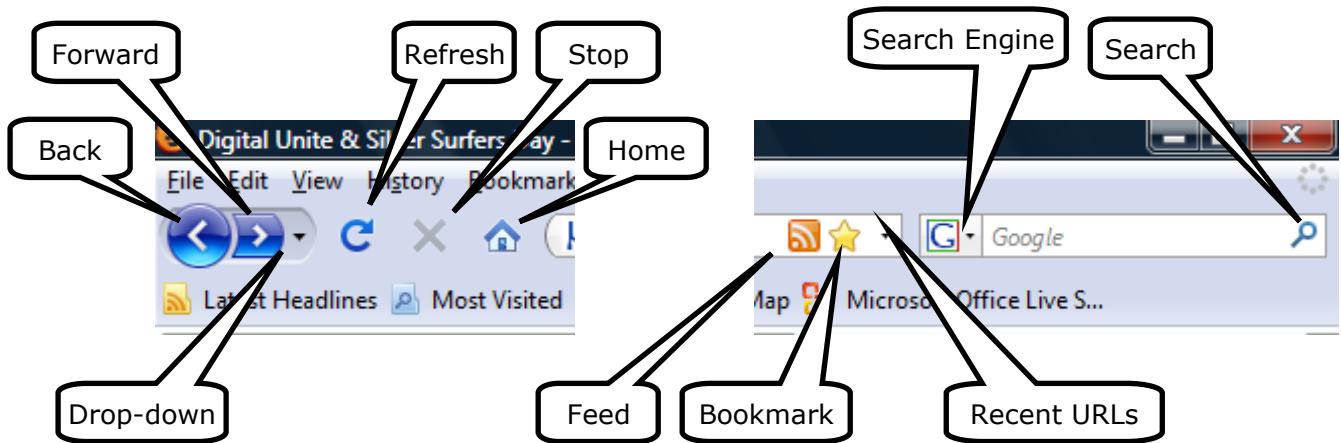 Forward
Refresh
Stop
Search Engine
Search
Back
Home
Digital Unite & Silver Surfers Day -
File Edit View History Bookmark
G Google
Latest Headlines Most Visited
Map Microsoft Office Live S...
Drop-down
Feed
Bookmark
Recent URLs